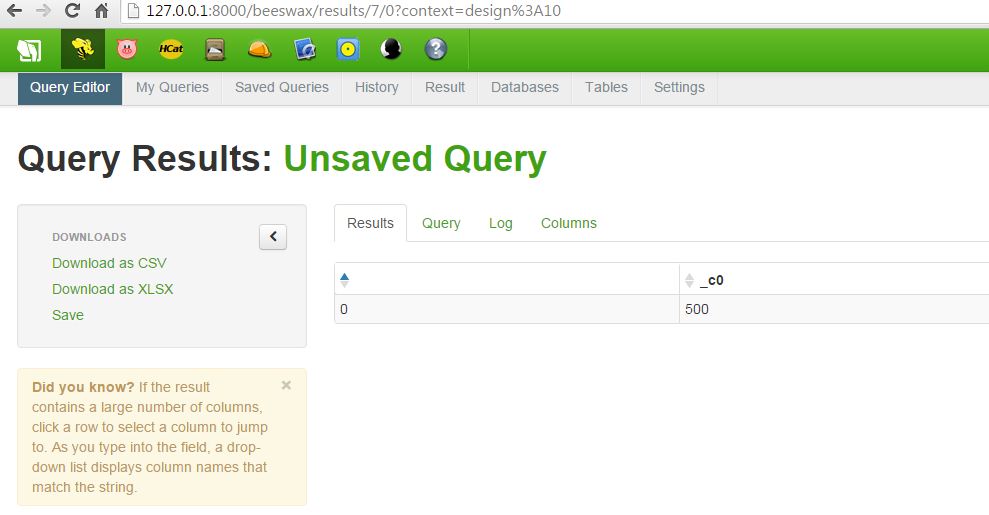 127.0.0.1:8000/beeswax/results/7/0?context=design%3A10
HCat
?
Query Editor My Queries Saved Queries History Result Databases Tables Settings
Query Results: Unsaved Query
DOWNLOADS
Download as CSV
Download as XLSX
Save
Did you know? If the result
contains a large number of columns,
click a row to select a column to jump
to. As you type into the field, a drop-
down list displays column names that
match the string.
Results Query Log Columns
_c0
0 500